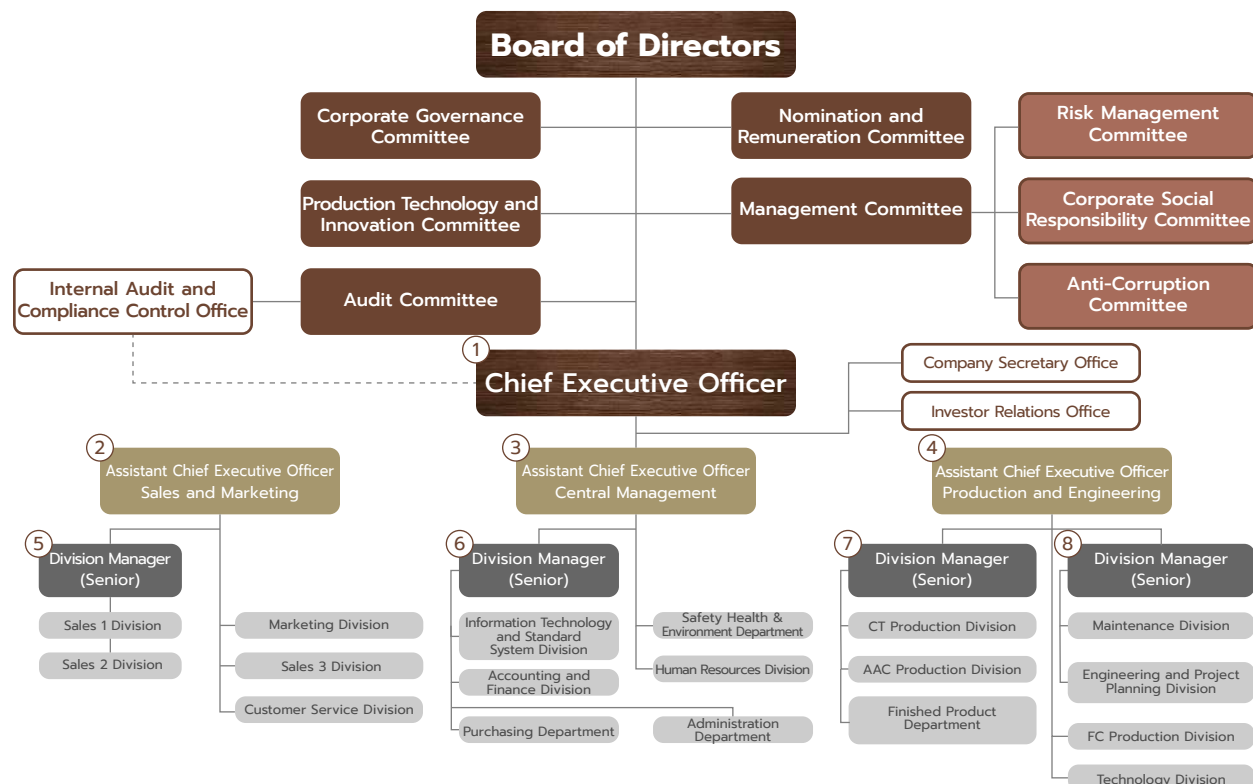 Board of Directors
Corporate Governance
Committee
Nomination and
Remuneration Committee
Risk Management
Committee
Production Technology and
Innovation Committee
Management Committee
Corporate Social
Responsibility Committee
Internal Audit and
Compliance Control Office
Audit Committee
Anti-Corruption
Committee
1
Chief Executive Officer
Company Secretary Office
Investor Relations Office
2
Assistant Chief Executive Officer
Sales and Marketing
3
Assistant Chief Executive Officer
Central Management
4
Assistant Chief Executive Officer
Production and Engineering
5
Division Manager
(Senior)
6
Division Manager
(Senior)
7
Division Manager
(Senior)
8
Division Manager
(Senior)
Sales 1 Division
Sales 2 Division
Marketing Division
Sales 3 Division
Customer Service Division
Information Technology
and Standard
System Division
Accounting and
Finance Division
Purchasing Department
Safety Health &
Environment Department
Human Resources Division
Administration
Department
CT Production Division
AAC Production Division
Finished Product
Department
Maintenance Division
Engineering and Project
Planning Division
FC Production Division
Technology Division